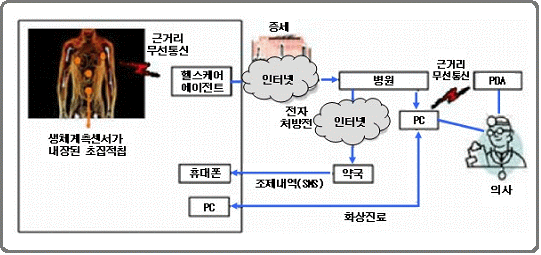 근거리
무선통신
헬스케어
에이전트
증세
인터넷
병원
근거리
무선통신
PDA
전자
처방전
인터넷
PC
생체계측센서가
내장된 초집적칩
의사
휴대폰
조제내역(SMS)
약국
PC
화상진료